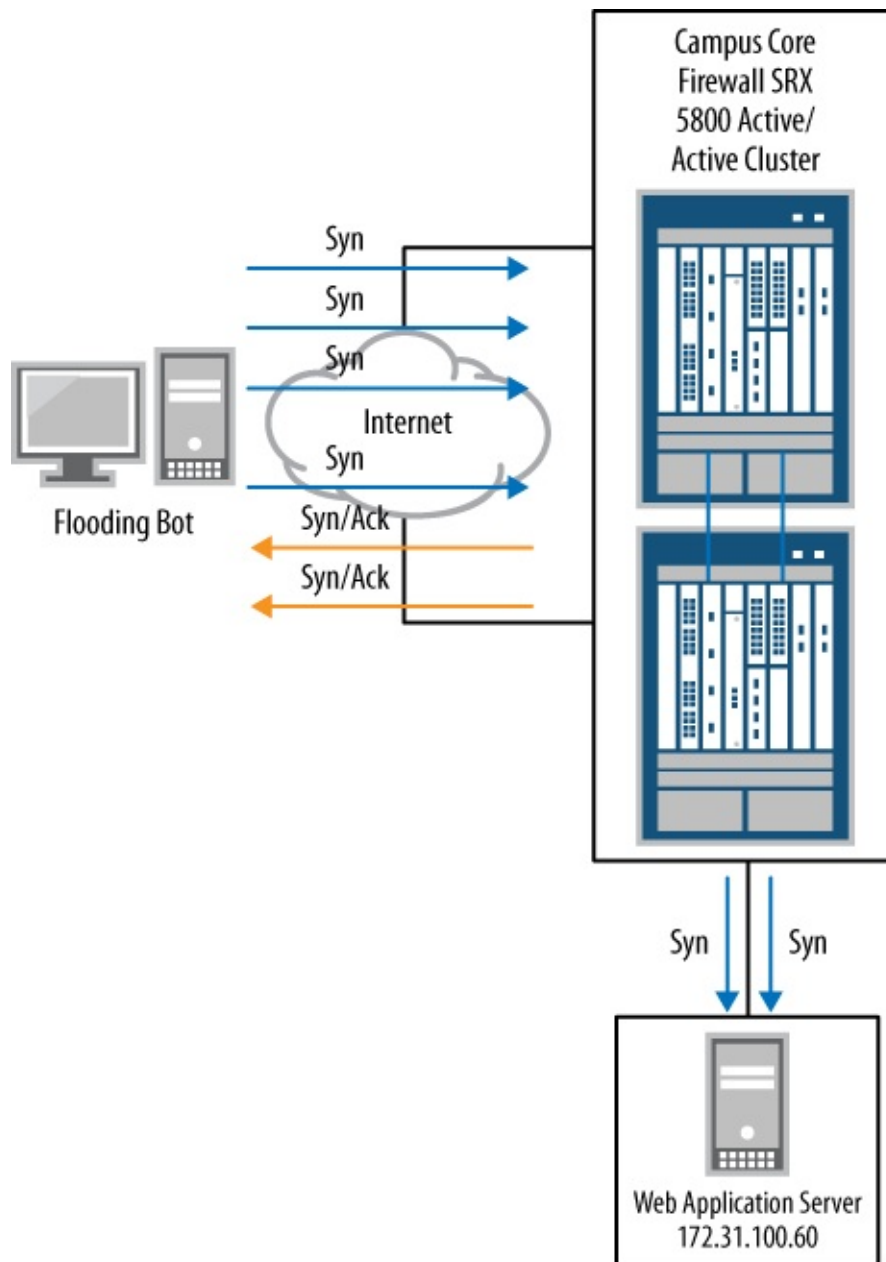 Campus Core
Firewall SRX
5800 Active/
Active Cluster
Syn
Syn
Syn
Internet
Syn
Flooding Bot
Syn/Ack
Syn/Ack
Syn
Syn
Web Application Server
172.31.100.60